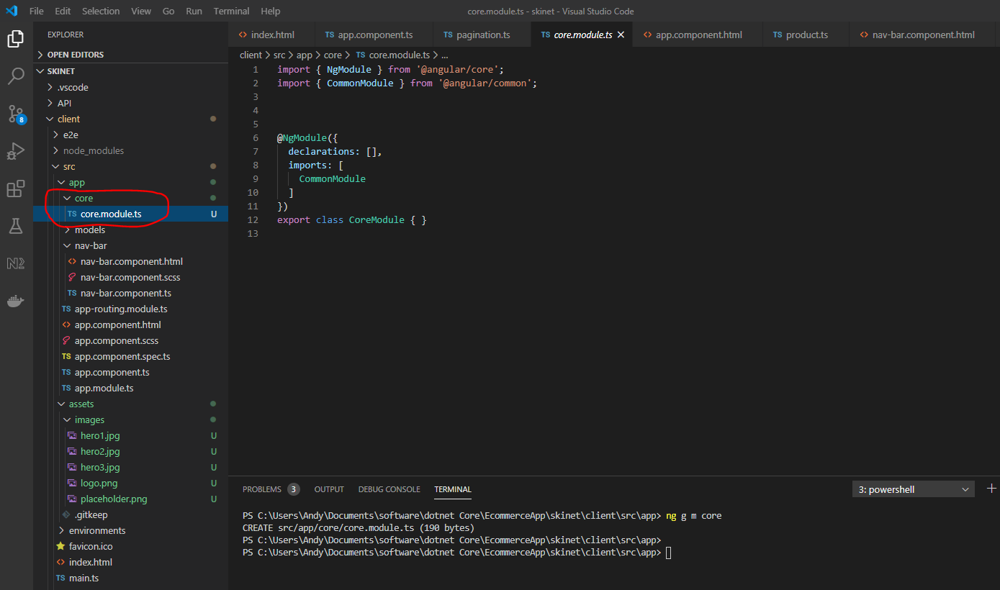 File Edit Selection View Go Run Terminal Help
core.module.ts - skinet - Visual Studio Code
EXPLORER
OPEN EDITORS
SKINET
.vscode
API
client
e2e
node_modules
src
app
core
TS core.module.ts U
models
nav-bar
nav-bar.component.html
nav-bar.component.scss
TS nav-bar.component.ts
TS app-routing.module.ts
app.component.html
app.component.scss
TS app.component.spec.ts
TS app.component.ts
TS app.module.ts
assets
images
hero1.jpg U
hero2.jpg U
hero3.jpg U
logo.png U
placeholder.png U
.gitkeep
environments
favicon.ico
index.html
TS main.ts
8
N2
<> index.html TS app.component.ts TS pagination.ts TS core.module.ts <> app.component.html TS product.ts <> nav-bar.component.html
client > src > app > core > TS core.module.ts > ...
1 import { NgModule } from '@angular/core';
2 import { CommonModule } from '@angular/common';
3
4
5
6 @NgModule({
7 declarations: [],
8 imports: [
9 CommonModule
10 ]
11 })
12 export class CoreModule { }
13
PROBLEMS 3 OUTPUT DEBUG CONSOLE TERMINAL 3: powershell
PS C:\Users\Andy\Documents\software\dotnet Core\EcommerceApp\skinet\client\src\app> ng g m core
CREATE src/app/core/core.module.ts (190 bytes)
PS C:\Users\Andy\Documents\software\dotnet Core\EcommerceApp\skinet\client\src\app>
PS C:\Users\Andy\Documents\software\dotnet Core\EcommerceApp\skinet\client\src\app>